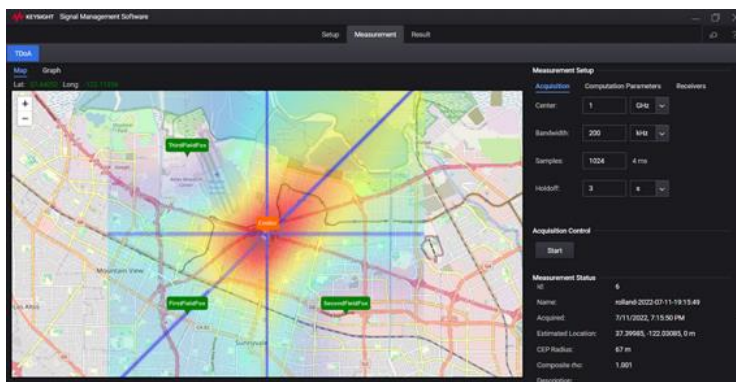 KEYSIGHT Signal Management Software
Setup Measurement Result
TDoA
Map Graph
Lat: Long:
+
−
ThirdFieldFox
Control
Mountain View
FirstFieldFox
SecondFieldFox
Los Altos
Sunnyvale
Measurement Setup
Acquisition Computation Parameters Receivers
Center: 1 GHz
Bandwidth: 200 kHz
Samples: 1024 4 ms
Holdoff: 3 s
Acquisition Control
Start
Measurement Status
Id: 6
Name: rolland-2022-07-11-19:15:49
Acquired: 7/11/2022, 7:15:50 PM
Estimated Location: 37.39985, -122.03085, 0 m
CEP Radius: 67 m
Composite rho: 1.001
Description: